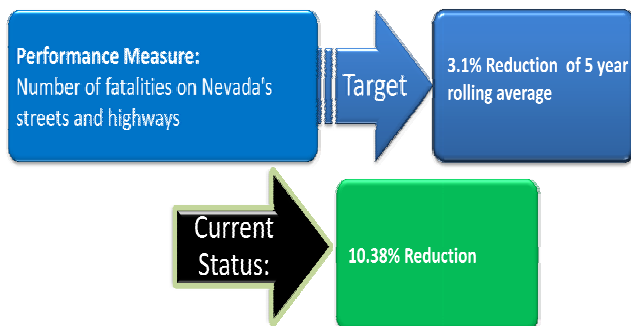 Performance Measure:
Number of fatalities on Nevada's
streets and highways
Target
3.1% Reduction of 5 year
rolling average
Current
Status:
10.38% Reduction